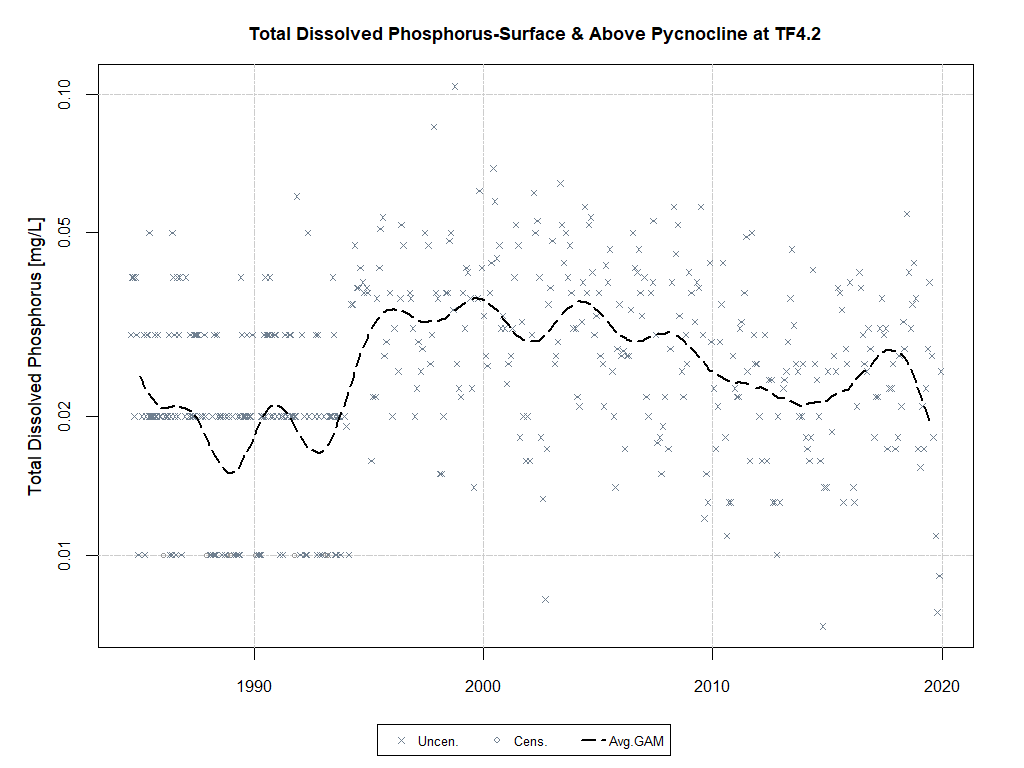 Total Dissolved Phosphorus-Surface & Above Pycnocline at TF4.2
Total Dissolved Phosphorus [mg/L]
0.10
0.05
0.02
0.01
1990 2000 2010 2020
Uncen. Cens. Avg.GAM